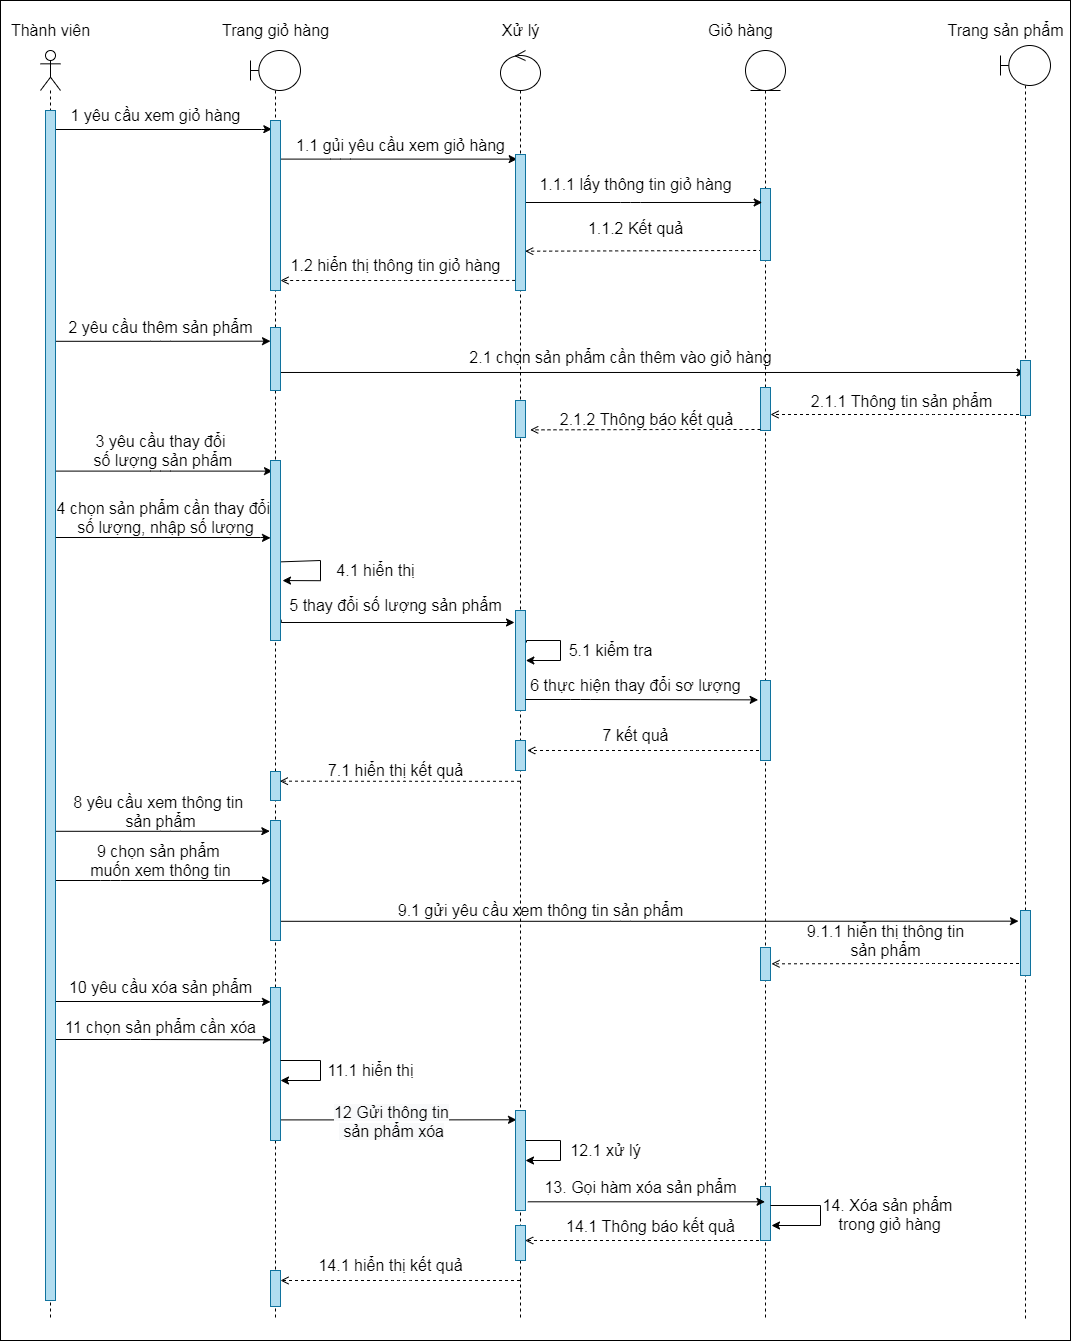 Thành viên
Trang giỏ hàng
Xử lý
Giỏ hàng
Trang sản phẩm
1 yêu cầu xem giỏ hàng
1.1 gủi yêu cầu xem giỏ hàng
1.1.1 lấy thông tin giỏ hàng
1.1.2 Kết quả
1.2 hiển thị thông tin giỏ hàng
2 yêu cầu thêm sản phẩm
2.1 chọn sản phẩm cần thêm vào giỏ hàng
2.1.1 Thông tin sản phẩm
2.1.2 Thông báo kết quả
3 yêu cầu thay đổi
số lượng sản phẩm
4 chọn sản phẩm cần thay đổi
số lượng, nhập số lượng
4.1 hiển thị
5 thay đổi số lượng sản phẩm
5.1 kiểm tra
6 thực hiện thay đổi sơ lượng
7 kết quả
7.1 hiển thị kết quả
8 yêu cầu xem thông tin
sản phẩm
9 chọn sản phẩm
muốn xem thông tin
9.1 gửi yêu cầu xem thông tin sản phẩm
9.1.1 hiển thị thông tin
sản phẩm
10 yêu cầu xóa sản phẩm
11 chọn sản phẩm cần xóa
11.1 hiển thị
12 Gửi thông tin
sản phẩm xóa
12.1 xử lý
13. Gọi hàm xóa sản phẩm
14. Xóa sản phẩm
trong giỏ hàng
14.1 Thông báo kết quả
14.1 hiển thị kết quả